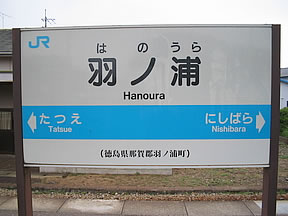 JR
はのうら
羽ノ浦
Hanoura
たつえ
Tatsue
にしばら
Nishibara
(徳島県那賀郡羽ノ浦町)